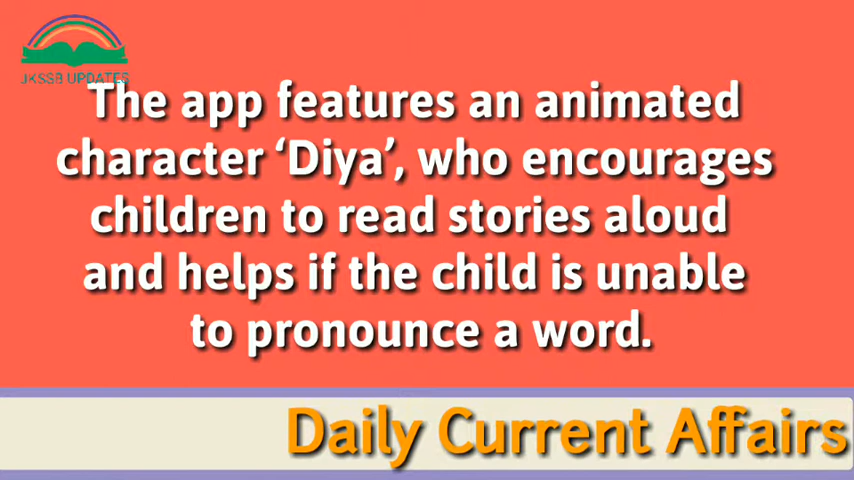 JKSSB UPDATES
The app features an animated
character ‘Diya’, who encourages
children to read stories aloud
and helps if the child is unable
to pronounce a word.
Daily Current Affairs